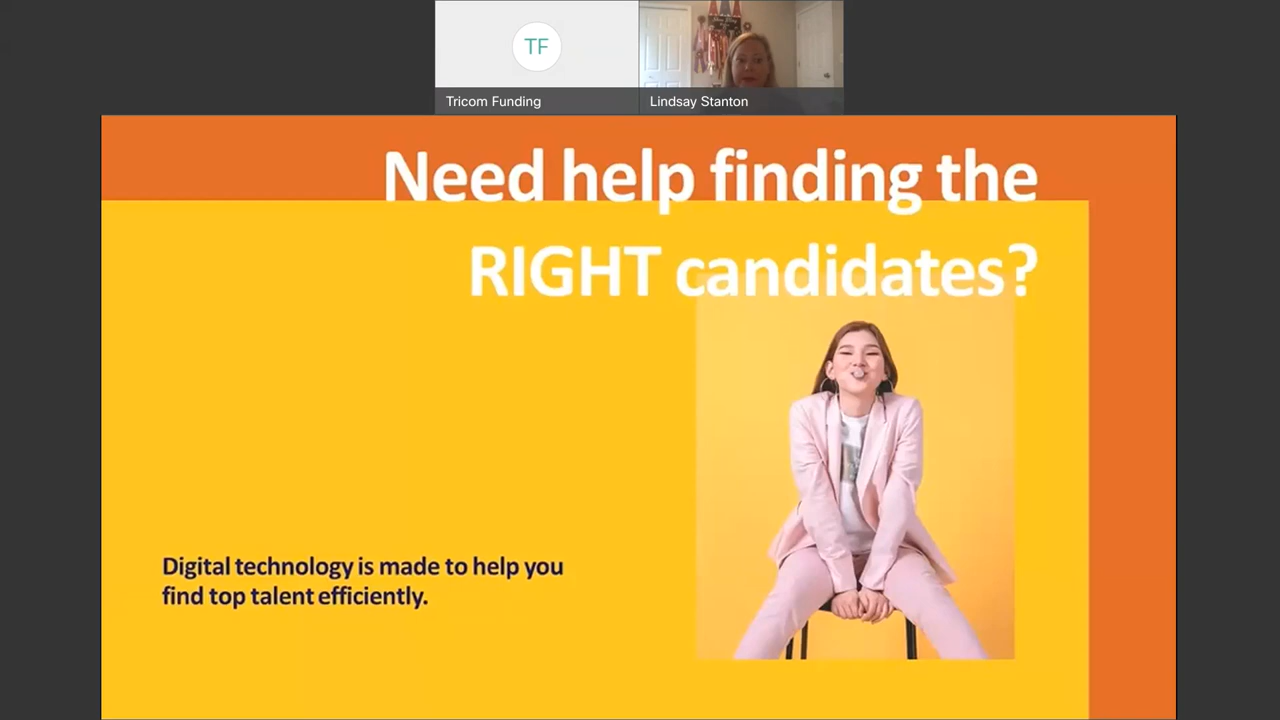 TF
Tricom Funding
Lindsay Stanton
Need help finding the
RIGHT candidates?
Digital technology is made to help you
find top talent efficiently.